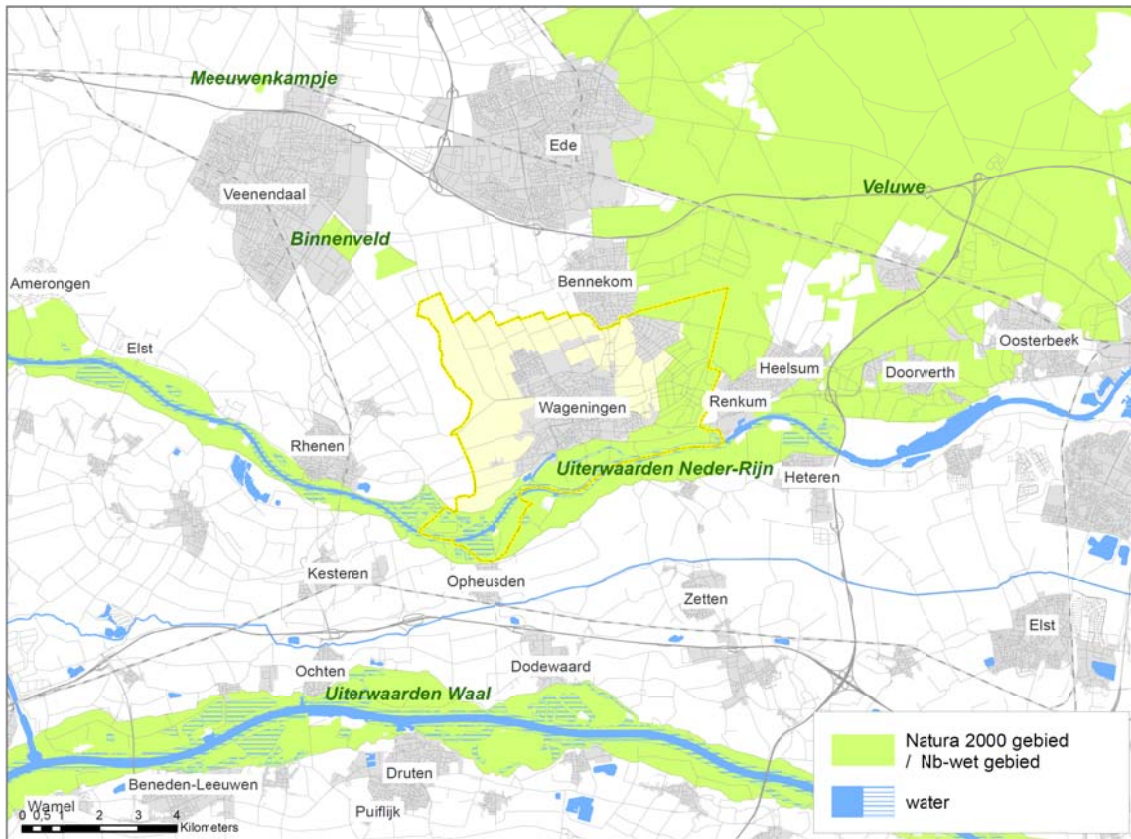 Meeuwenkampje
Ede
Veenendaal
Veluwe
Binnenveld
Bennekom
Amerongen
Elst
Oosterbeek
Heelsum
Doorwerth
Renkum
Wageningen
Rhenen
Uiterwaarden Neder-Rijn
Heteren
Kesteren
Opheusden
Zetten
Elst
Ochten
Dodewaard
Uiterwaarden Waal
Druten
Beneden-Leeuwen
Wamel
Puiflijk
0 0,5 1 2 3 4
Kilometers
Natura 2000 gebied
/ Nb-wet gebied
water